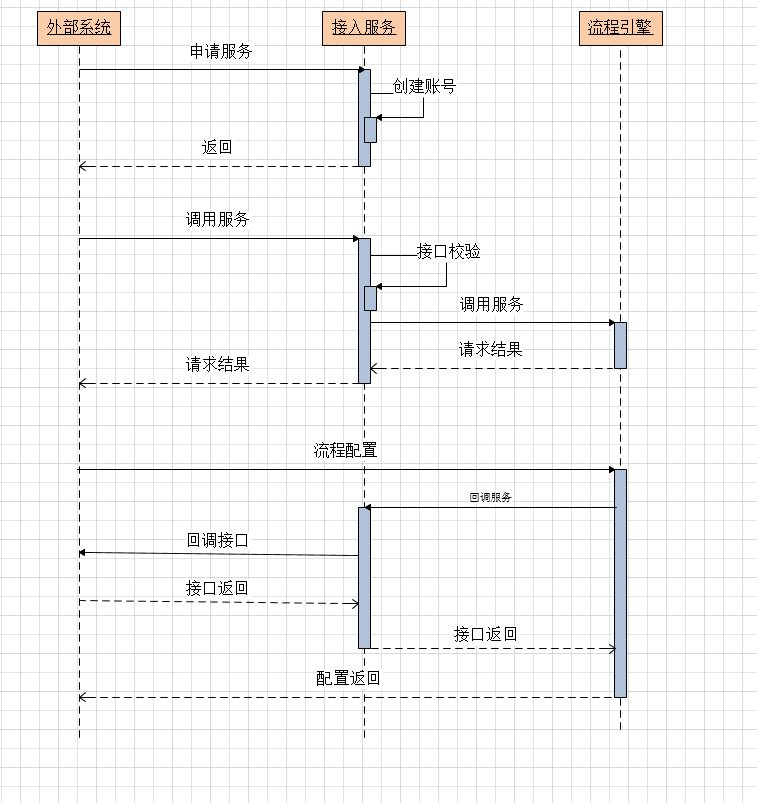 外部系统
接入服务
流程引擎
申请服务
创建账号
返回
调用服务
接口校验
调用服务
请求结果
请求结果
流程配置
回调服务
回调接口
接口返回
接口返回
配置返回